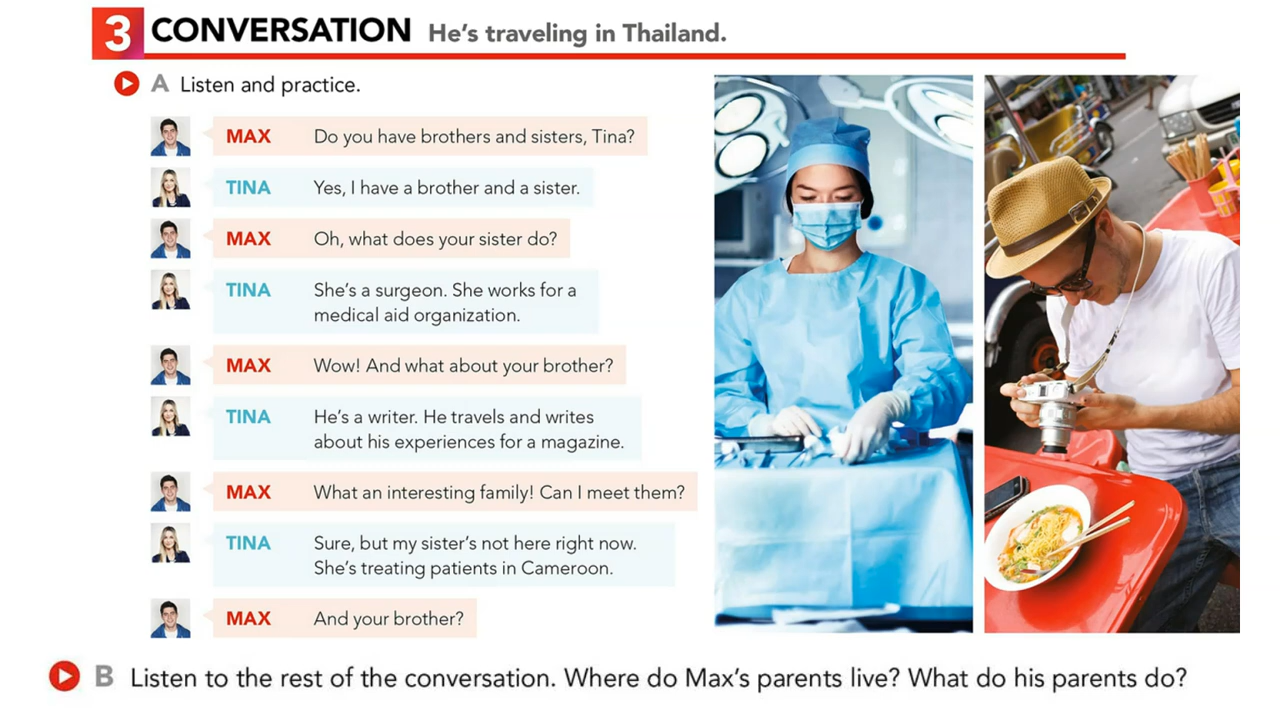 3 CONVERSATION He's traveling in Thailand.
A Listen and practice.
MAX Do you have brothers and sisters, Tina?
TINA Yes, I have a brother and a sister.
MAX Oh, what does your sister do?
TINA She's a surgeon. She works for a
medical aid organization.
MAX Wow! And what about your brother?
TINA He's a writer. He travels and writes
about his experiences for a magazine.
MAX What an interesting family! Can I meet them?
TINA Sure, but my sister's not here right now.
She's treating patients in Cameroon.
MAX And your brother?
B Listen to the rest of the conversation. Where do Max's parents live? What do his parents do?